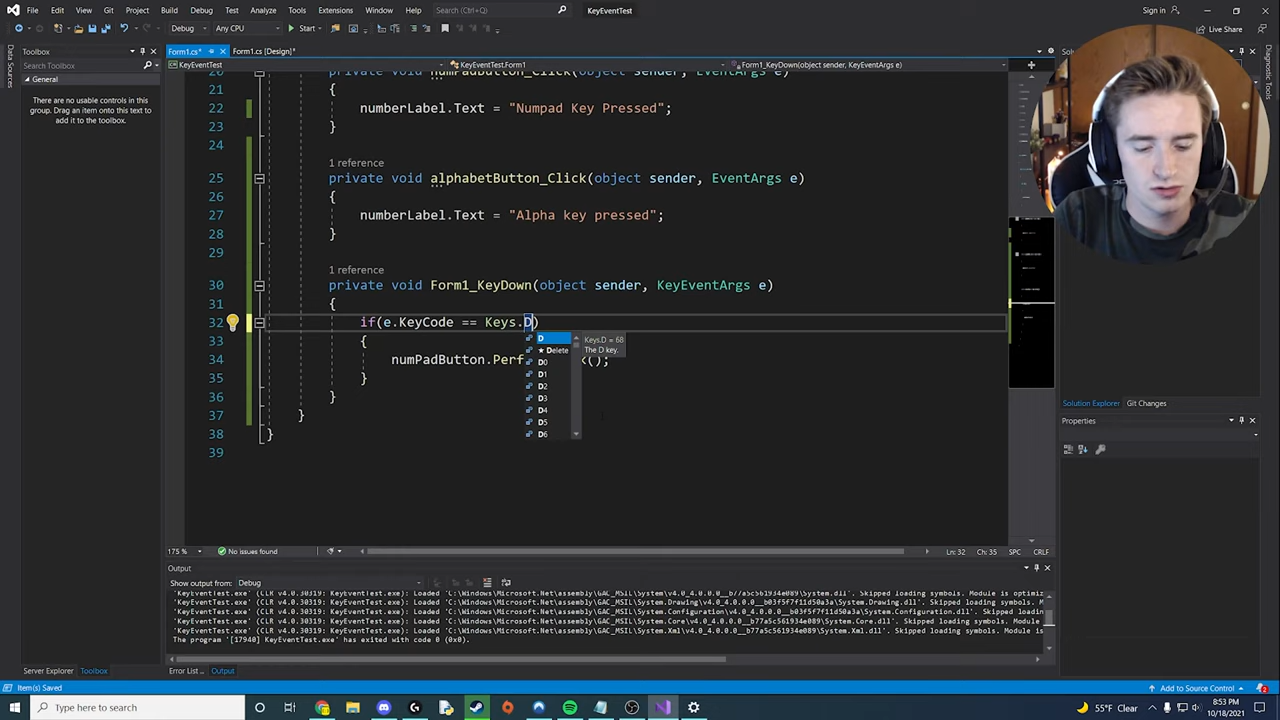 File Edit View Git Project Build Debug Test Analyze Tools Extensions Window Help Search (Ctrl+Q) KeyEventTest
Sign in
Live Share
Debug Any CPU Start
Toolbox
Search Toolbox
General
There are no usable controls in this group. Drag an item onto this text to add it to the toolbox.
Data Sources
Form1.cs* Form1.cs [Design]*
KeyEventTest KeyEventTest.Form1 Form1_KeyDown(object sender, KeyEventArgs e)
20 private void numPadButton_Click(object sender, EventArgs e)
21 {
22 numberLabel.Text = "Numpad Key Pressed";
23 }
24
1 reference
25 private void alphabetButton_Click(object sender, EventArgs e)
26 {
27 numberLabel.Text = "Alpha key pressed";
28 }
29
1 reference
30 private void Form1_KeyDown(object sender, KeyEventArgs e)
31 {
32 if(e.KeyCode == Keys.D)
33 {
34 numPadButton.Perf k();
35 }
36 }
37 }
38 }
39
D
★ Delete
D0
D1
D2
D3
D4
D5
D6
Keys.D = 68
The D key.
Diagnostic Tools
Solution Explorer Git Changes
Properties
175 % No issues found Ln: 32 Ch: 35 SPC CRLF
Output
Show output from: Debug
'KeyEventTest.exe' (CLR v4.0.30319: KeyEventTest.exe): Loaded 'C:\Windows\Microsoft.Net\assembly\GAC_MSIL\System\v4.0_4.0.0.0__b77a5c561934e089\System.dll'. Skipped loading symbols. Module is optimiz
'KeyEventTest.exe' (CLR v4.0.30319: KeyEventTest.exe): Loaded 'C:\Windows\Microsoft.Net\assembly\GAC_MSIL\System.Drawing\v4.0_4.0.0.0__b03f5f7f11d50a3a\System.Drawing.dll'. Skipped loading symbols.
'KeyEventTest.exe' (CLR v4.0.30319: KeyEventTest.exe): Loaded 'C:\Windows\Microsoft.Net\assembly\GAC_MSIL\System.Configuration\v4.0_4.0.0.0__b03f5f7f11d50a3a\System.Configuration.dll'. Skipped loadi
'KeyEventTest.exe' (CLR v4.0.30319: KeyEventTest.exe): Loaded 'C:\Windows\Microsoft.Net\assembly\GAC_MSIL\System.Core\v4.0_4.0.0.0__b77a5c561934e089\System.Core.dll'. Skipped loading symbols. Module
'KeyEventTest.exe' (CLR v4.0.30319: KeyEventTest.exe): Loaded 'C:\Windows\Microsoft.Net\assembly\GAC_MSIL\System.Xml\v4.0_4.0.0.0__b77a5c561934e089\System.Xml.dll'. Skipped loading symbols. Module i
The program '[17940] KeyEventTest.exe' has exited with code 0 (0x0).
Server Explorer Toolbox Error List ... Output
Item(s) Saved Add to Source Control 2
Type here to search 55°F Clear 8:53 PM
10/18/2021